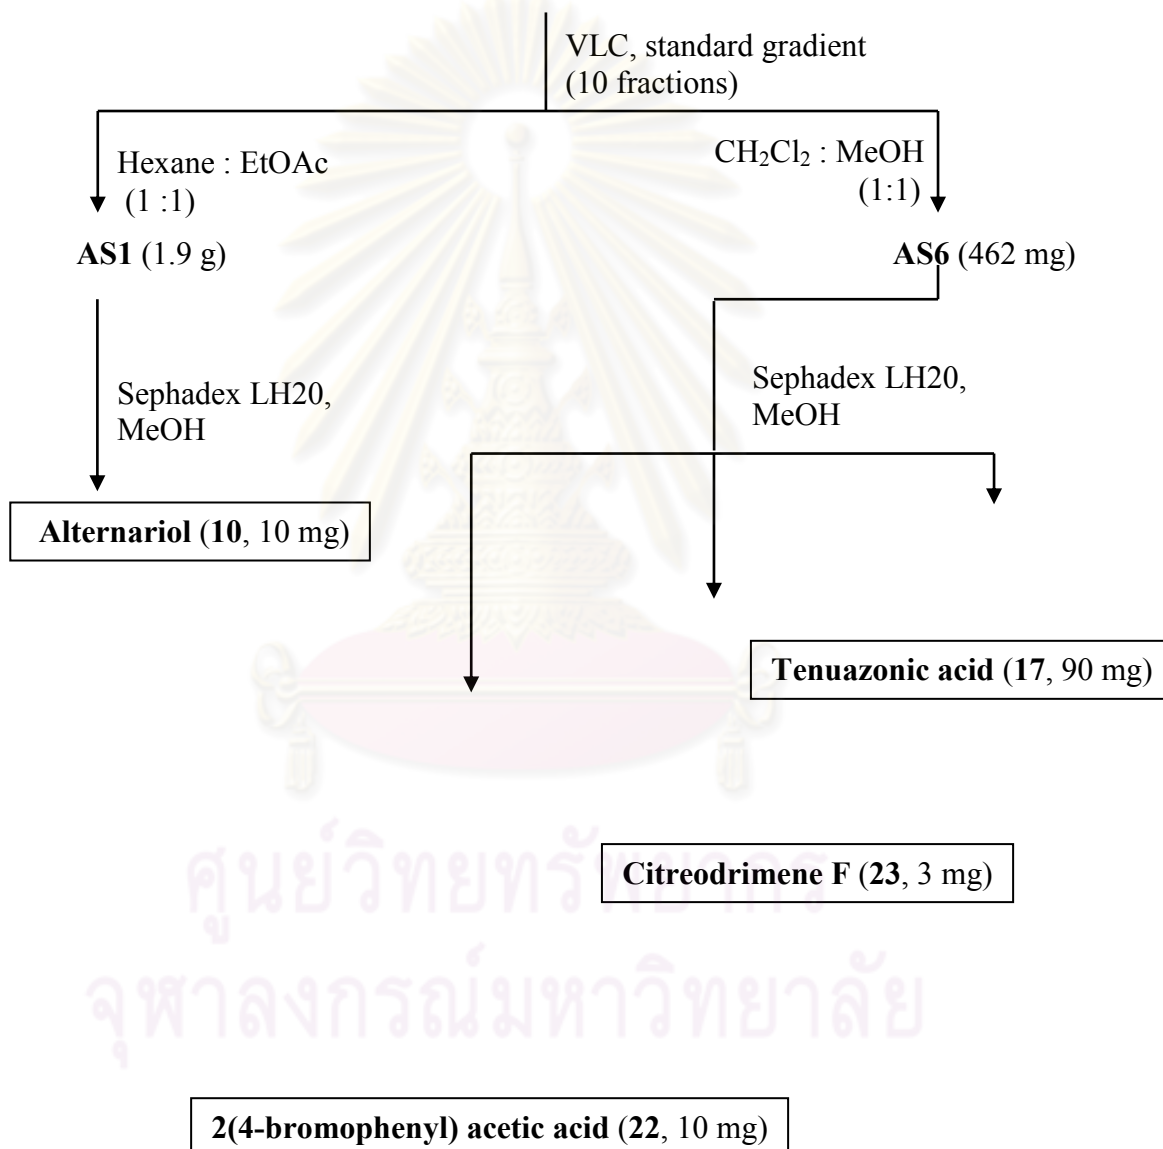 VLC, standard gradient
(10 fractions)
Hexane : EtOAc
(1 :1)
CH₂Cl₂ : MeOH
(1:1)
AS1 (1.9 g)
AS6 (462 mg)
Sephadex LH20,
MeOH
Sephadex LH20,
MeOH
Alternariol (10, 10 mg)
Tenuazonic acid (17, 90 mg)
Citreodrimene F (23, 3 mg)
2(4-bromophenyl) acetic acid (22, 10 mg)
ศูนย์วิทยทรัพยากร
จุฬาลงกรณ์มหาวิทยาลัย